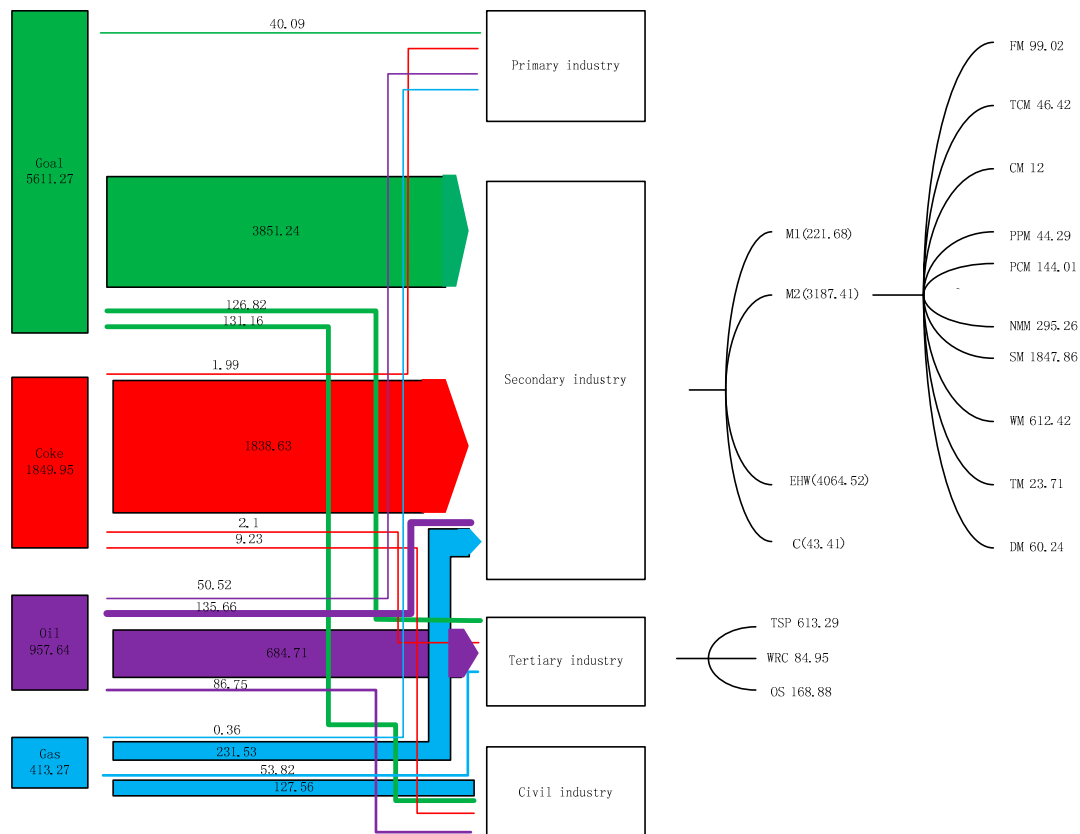 40.09
Primary industry
Goal
5611.27
3851.24
126.82
131.16
1.99
Coke
1849.95
1838.63
Secondary industry
2.1
9.23
50.52
135.66
Oil
957.64
684.71
Tertiary industry
86.75
0.36
Gas
413.27
231.53
53.82
127.56
Civil industry
M1(221.68)
M2(3187.41)
EHW(4064.52)
C(43.41)
FM 99.02
TCM 46.42
CM 12
PPM 44.29
PCM 144.01
NMM 295.26
SM 1847.86
WM 612.42
TM 23.71
DM 60.24
TSP 613.29
WRC 84.95
OS 168.88